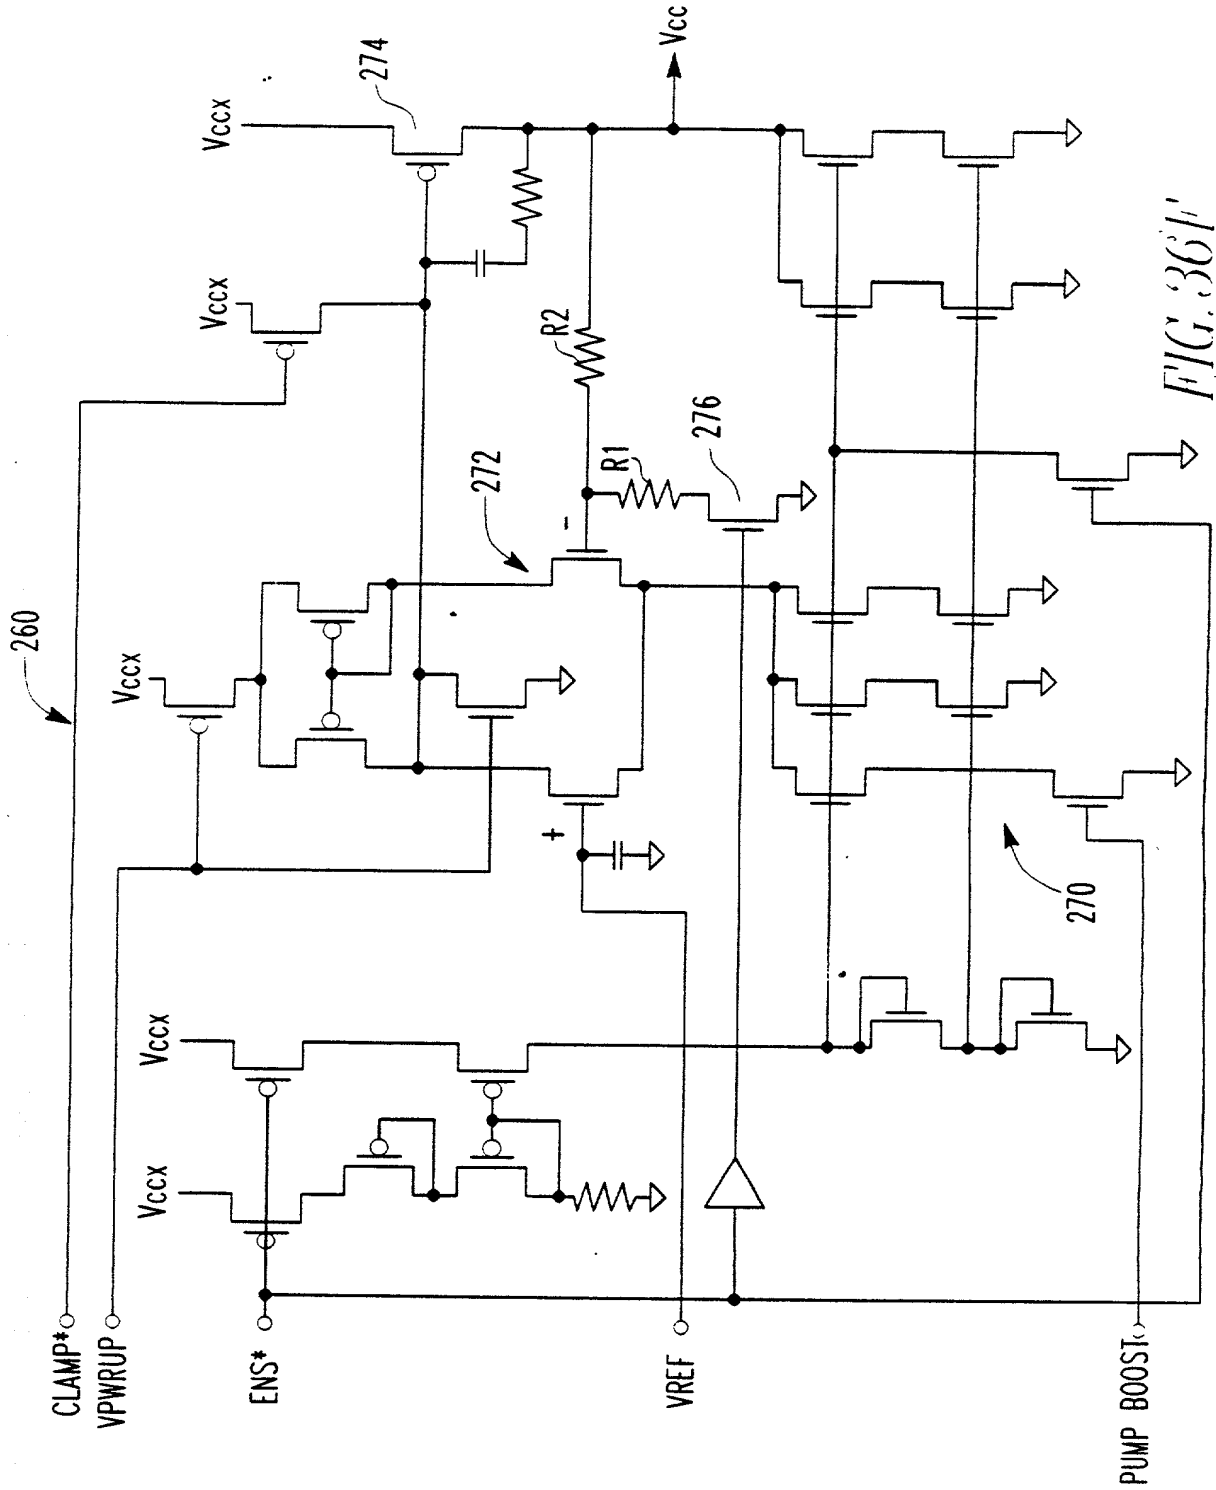 CLAMP*
VPWRUP
ENS*
VREF
PUMP BOOST
260
Vccx
Vccx
Vccx
Vccx
Vccx
274
272
R2
R1
276
270
Vcc
+
-
FIG. 36F